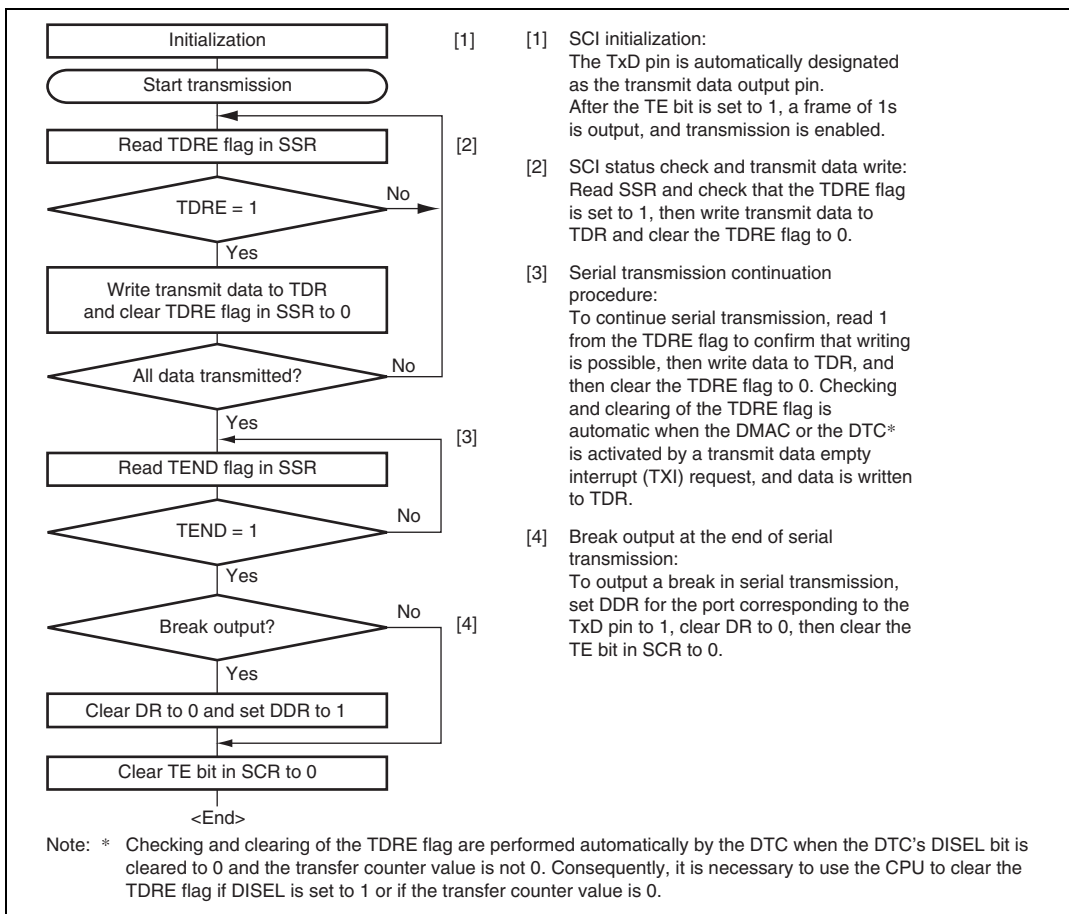 Initialization
[1]
Start transmission
Read TDRE flag in SSR
[2]
No
TDRE = 1
Yes
Write transmit data to TDR
and clear TDRE flag in SSR to 0
No
All data transmitted?
Yes
[3]
Read TEND flag in SSR
No
TEND = 1
Yes
No
Break output?
[4]
Yes
Clear DR to 0 and set DDR to 1
Clear TE bit in SCR to 0
<End>
[1] SCI initialization:
The TxD pin is automatically designated
as the transmit data output pin.
After the TE bit is set to 1, a frame of 1s
is output, and transmission is enabled.
[2] SCI status check and transmit data write:
Read SSR and check that the TDRE flag
is set to 1, then write transmit data to
TDR and clear the TDRE flag to 0.
[3] Serial transmission continuation
procedure:
To continue serial transmission, read 1
from the TDRE flag to confirm that writing
is possible, then write data to TDR, and
then clear the TDRE flag to 0. Checking
and clearing of the TDRE flag is
automatic when the DMAC or the DTC*
is activated by a transmit data empty
interrupt (TXI) request, and data is written
to TDR.
[4] Break output at the end of serial
transmission:
To output a break in serial transmission,
set DDR for the port corresponding to the
TxD pin to 1, clear DR to 0, then clear the
TE bit in SCR to 0.
Note: * Checking and clearing of the TDRE flag are performed automatically by the DTC when the DTC's DISEL bit is
cleared to 0 and the transfer counter value is not 0. Consequently, it is necessary to use the CPU to clear the
TDRE flag if DISEL is set to 1 or if the transfer counter value is 0.